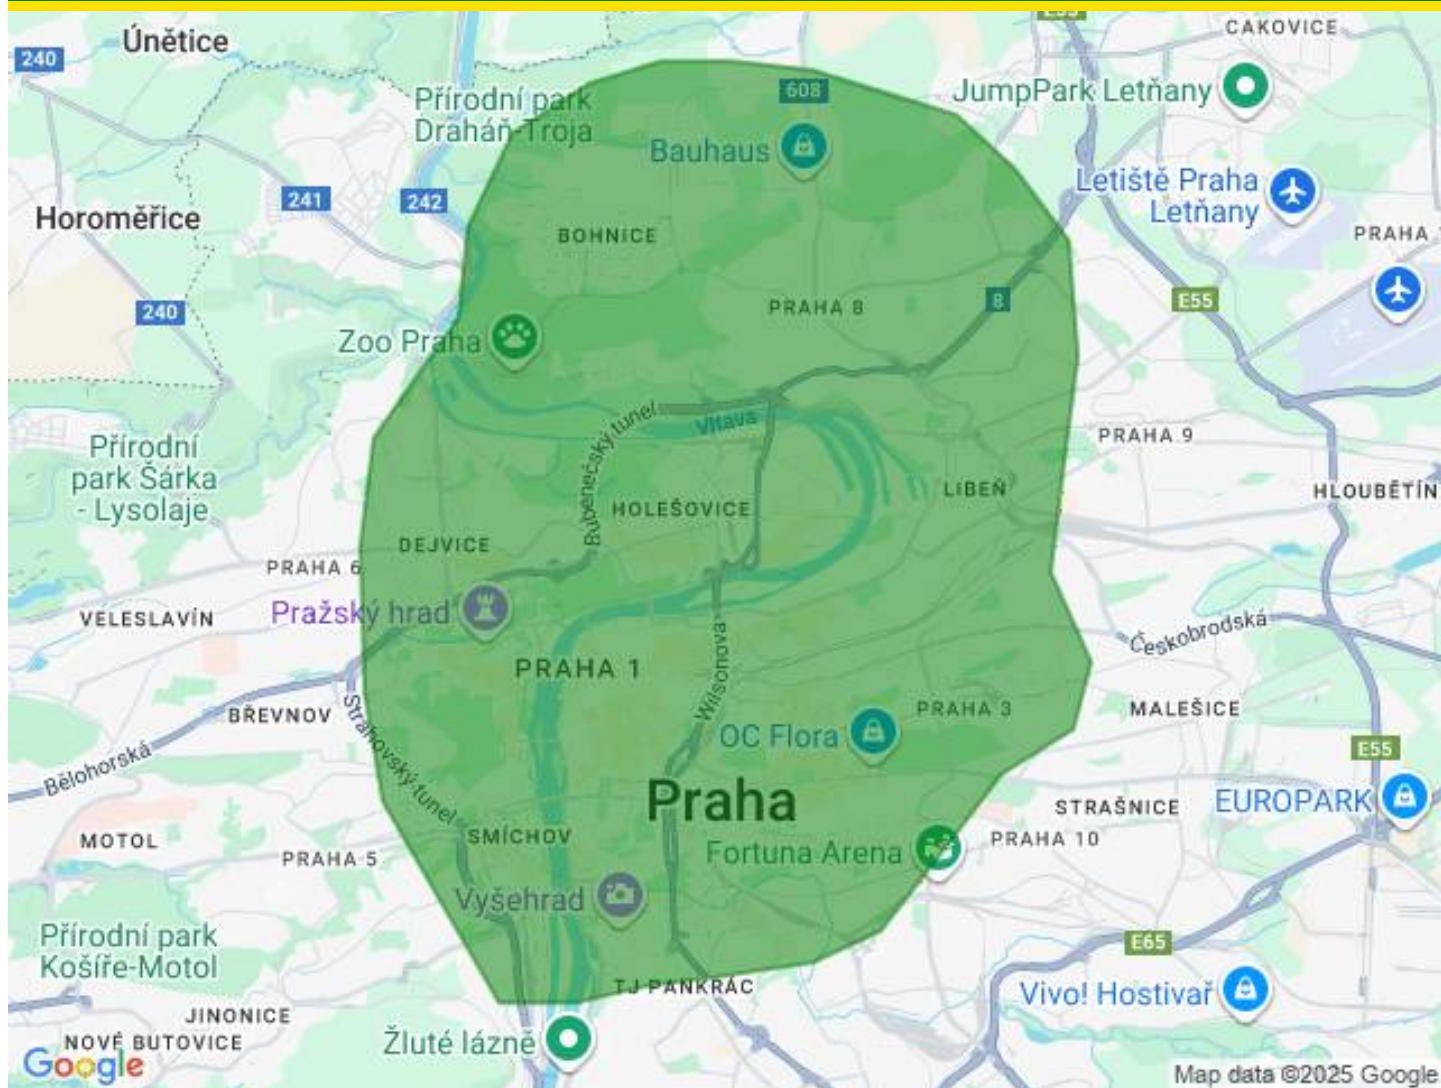 E55
ČAKOVICE
Únětice
240
608
JumpPark Letňany
Přírodní park
Draháň-Troja
Bauhaus
Letiště Praha
Letňany
241
242
Horoměřice
BOHNICE
PRAHA
240
PRAHA 8
8
E55
Zoo Praha
Bubenečský tunel
Vltava
PRAHA 9
Přírodní
park Šárka
- Lysolaje
LIBEŇ
HLOUBĚTÍN
HOLEŠOVICE
DEJVICE
PRAHA 6
VELESLAVÍN
Pražský hrad
Českobrodská
PRAHA 1
Wilsonova
BŘEVNOV
Strahovský tunel
PRAHA 3
MALEŠICE
OC Flora
E55
Bělohorská
Praha
STRAŠNICE
EUROPARK
MOTOL
SMÍCHOV
PRAHA 5
Fortuna Arena
PRAHA 10
Vyšehrad
Přírodní park
Košíře-Motol
E65
TJ PANKRÁC
Vivo! Hostivař
JINONICE
NOVÉ BUTOVICE
Žluté lázně
Google
Map data ©2025 Google